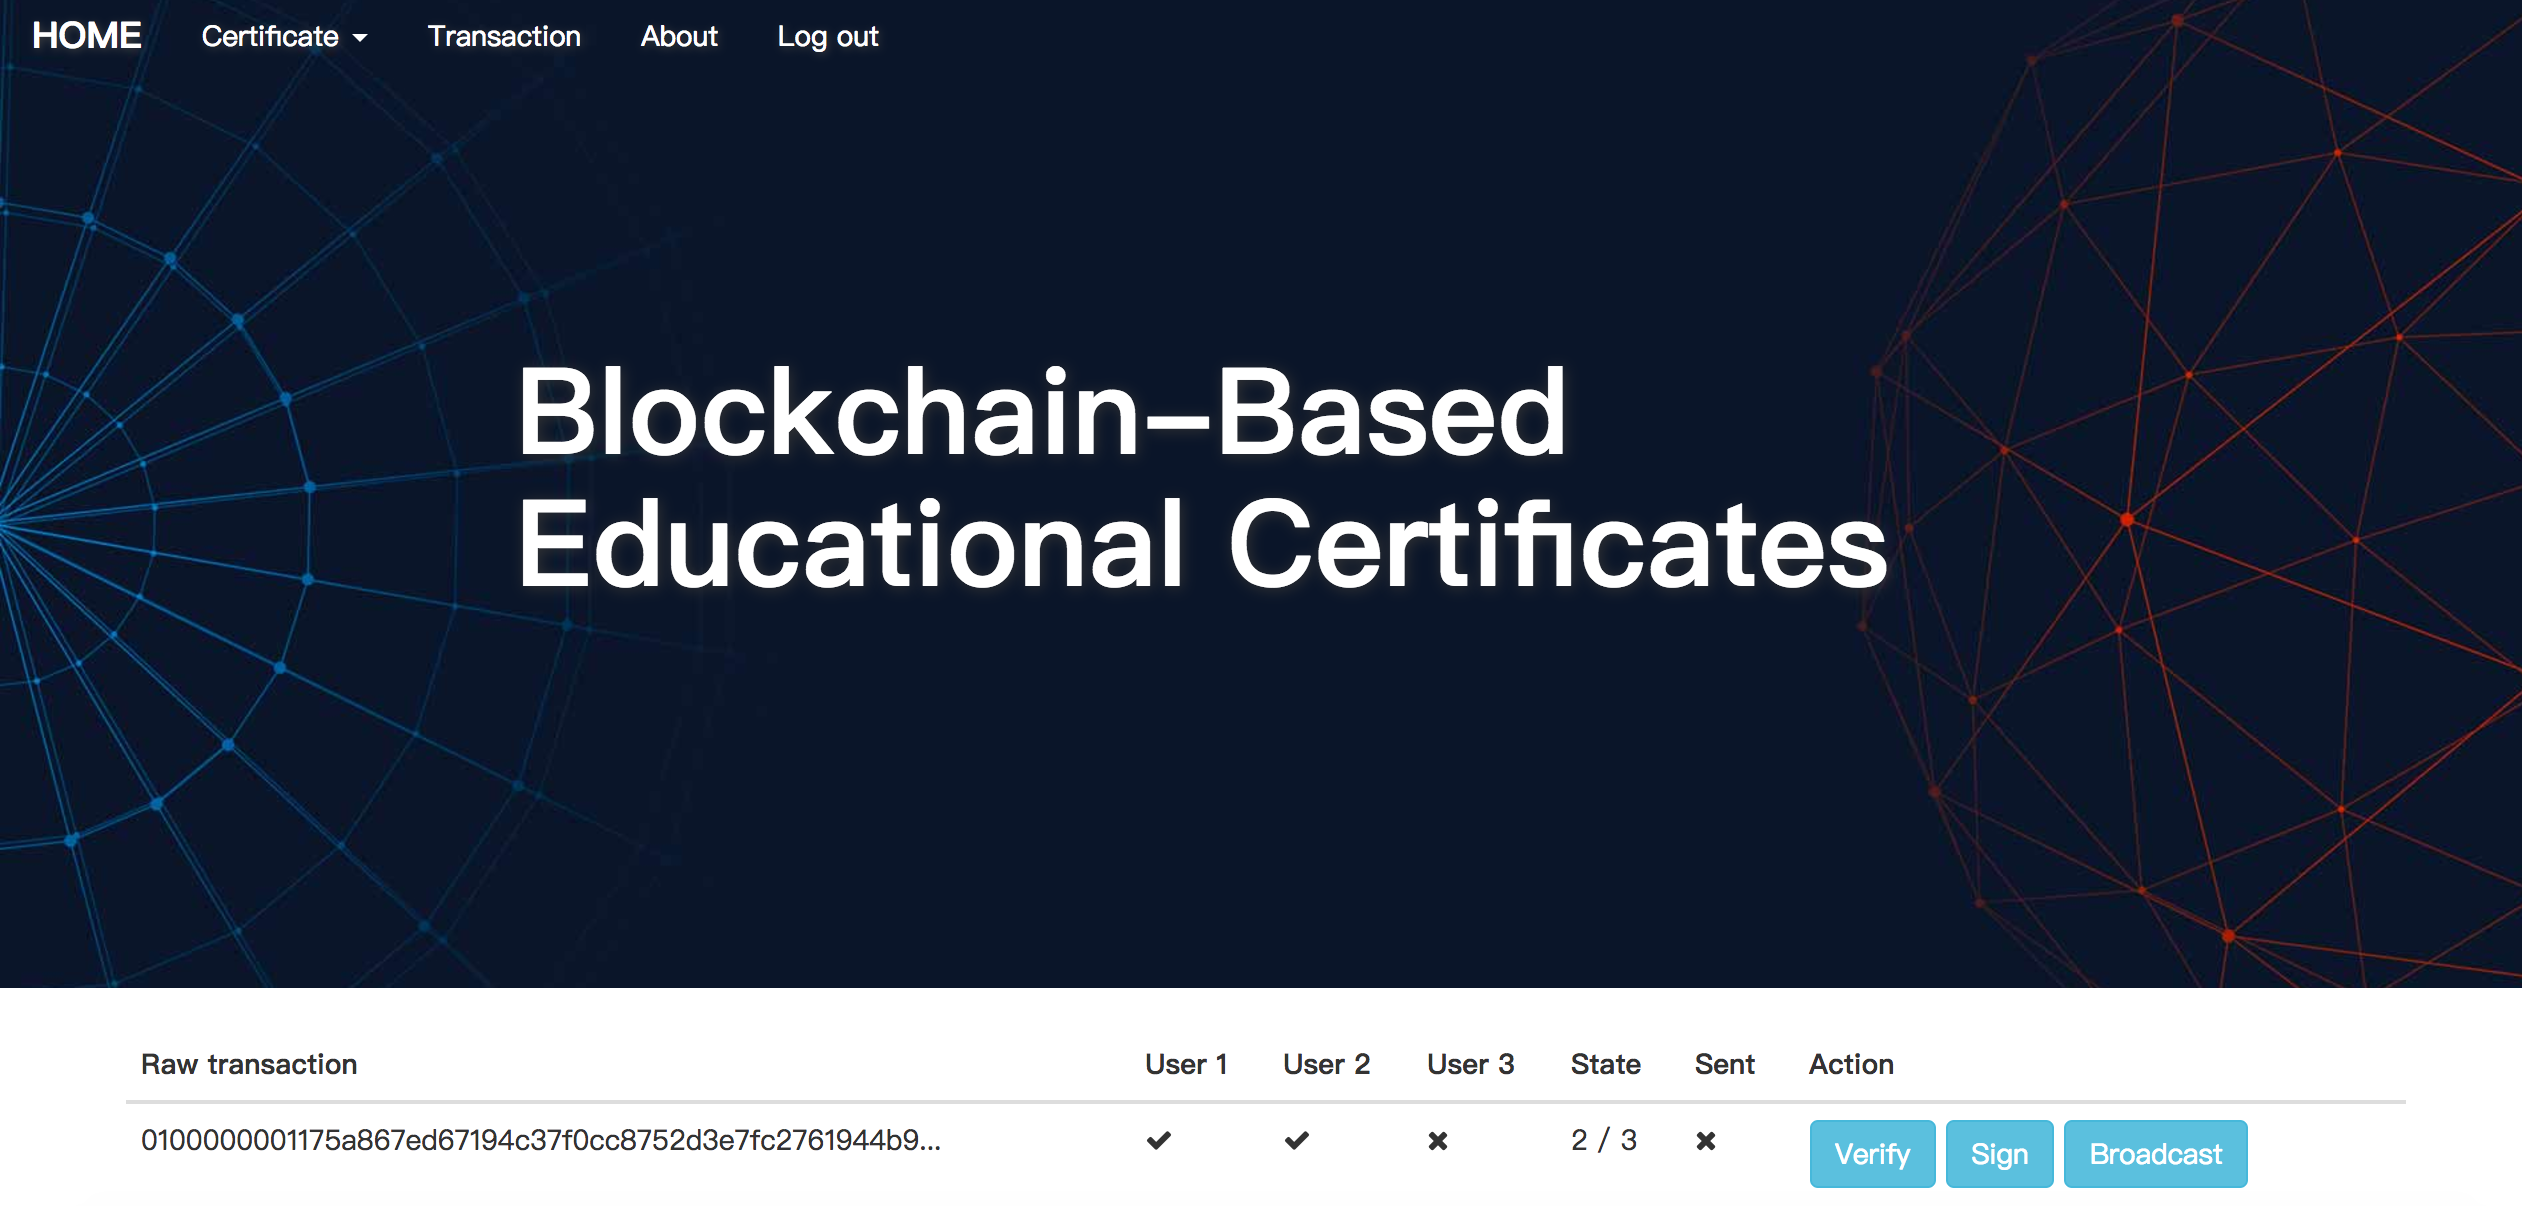 HOME Certificate Transaction About Log out
Blockchain-Based
Educational Certificates
Raw transaction User 1 User 2 User 3 State Sent Action
0100000001175a867ed67194c37f0cc8752d3e7fc2761944b9... ✔ ✔ ✖ 2 / 3 ✖ Verify Sign Broadcast